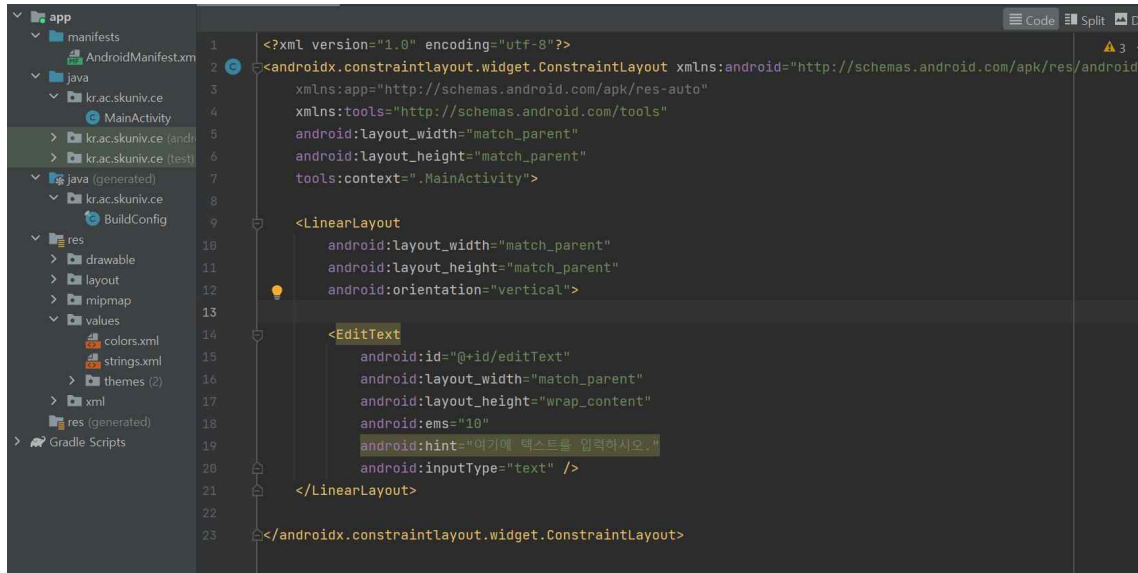 app
manifests
AndroidManifest.xm
java
kr.ac.skuniv.ce
MainActivity
kr.ac.skuniv.ce (andr
kr.ac.skuniv.ce (test)
java (generated)
kr.ac.skuniv.ce
BuildConfig
res
drawable
layout
mipmap
values
colors.xml
strings.xml
themes (2)
xml
res (generated)
Gradle Scripts
Code Split D
3
1 <?xml version="1.0" encoding="utf-8"?>
2 <androidx.constraintlayout.widget.ConstraintLayout xmlns:android="http://schemas.android.com/apk/res/android
3 xmlns:app="http://schemas.android.com/apk/res-auto"
4 xmlns:tools="http://schemas.android.com/tools"
5 android:layout_width="match_parent"
6 android:layout_height="match_parent"
7 tools:context=".MainActivity">
8
9 <LinearLayout
10 android:layout_width="match_parent"
11 android:layout_height="match_parent"
12 android:orientation="vertical">
13
14 <EditText
15 android:id="@+id/editText"
16 android:layout_width="match_parent"
17 android:layout_height="wrap_content"
18 android:ems="10"
19 android:hint="여기에 텍스트를 입력하시오."
20 android:inputType="text" />
21 </LinearLayout>
22
23 </androidx.constraintlayout.widget.ConstraintLayout>